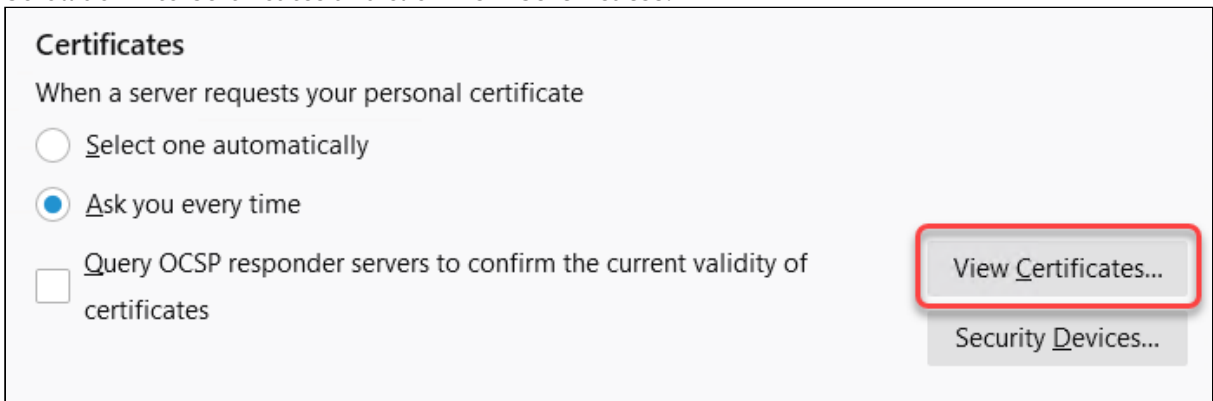 Certificates
When a server requests your personal certificate
Select one automatically
Ask you every time
Query OCSP responder servers to confirm the current validity of
certificates
View Certificates...
Security Devices...